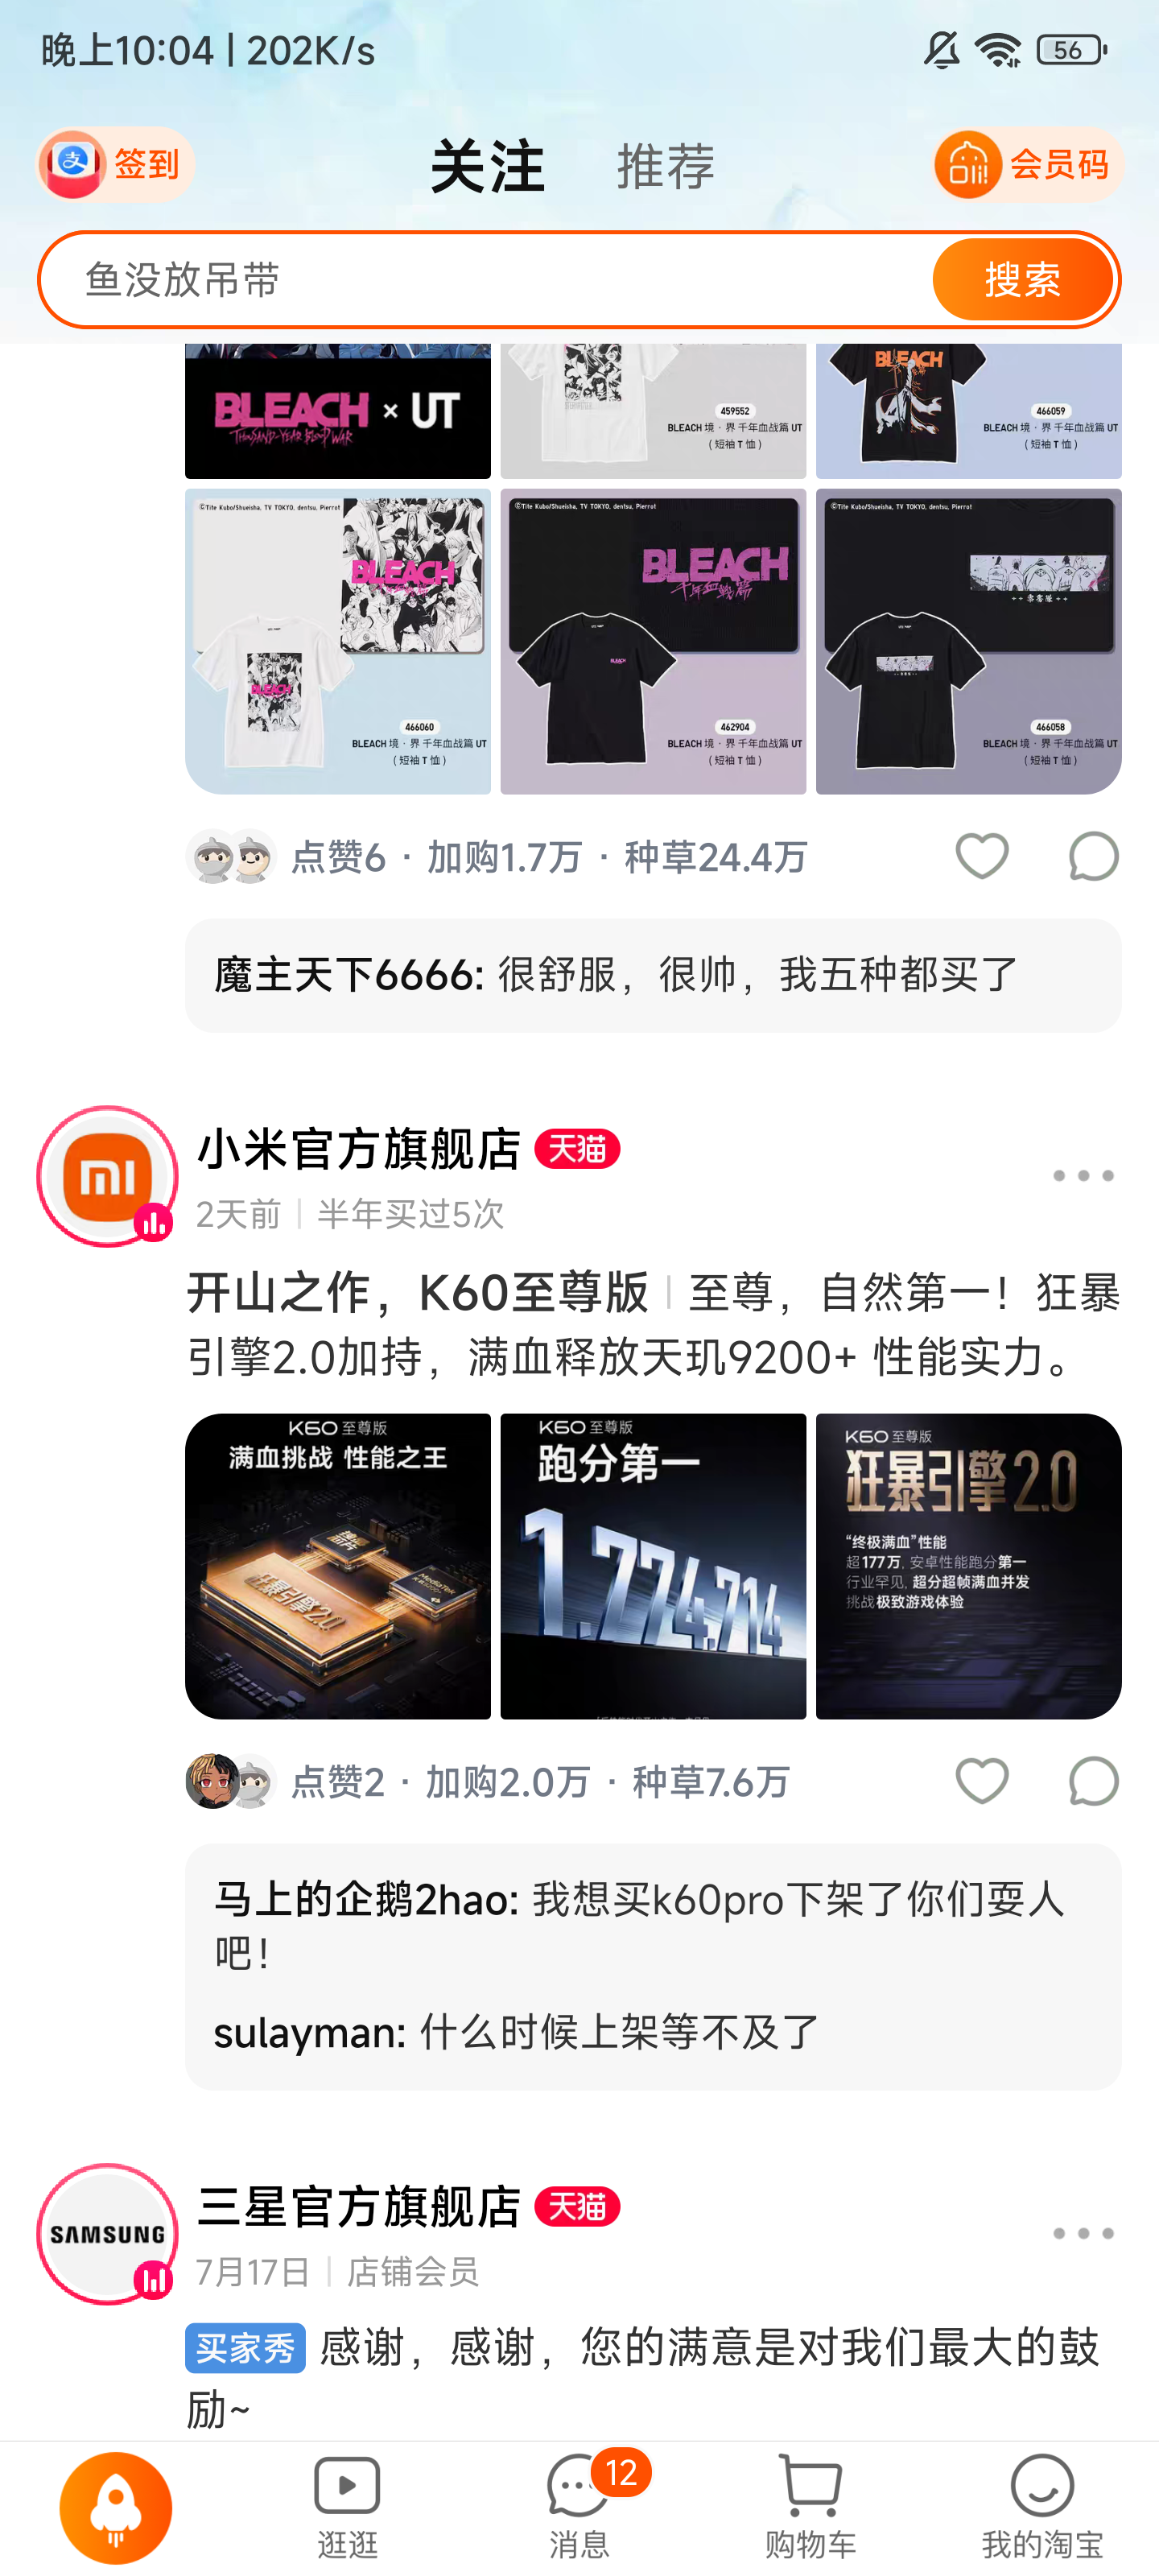 晚上10:04 | 202K/s
56
签到
关注
推荐
会员码
鱼没放吊带
搜索
BLEACH × UT
THOUSAND-YEAR BLOOD WAR
459552
BLEACH 境·界 千年血战篇 UT
(短袖 T 恤)
BLEACH
466059
BLEACH 境·界 千年血战篇 UT
(短袖 T 恤)
©Tite Kubo/Shueisha, TV TOKYO, dentsu, Pierrot
BLEACH
BLEACH
466060
BLEACH 境·界 千年血战篇 UT
(短袖 T 恤)
©Tite Kubo/Shueisha, TV TOKYO, dentsu, Pierrot
BLEACH
千年血戦篇
BLEACH
462904
BLEACH 境·界 千年血战篇 UT
(短袖 T 恤)
©Tite Kubo/Shueisha, TV TOKYO, dentsu, Pierrot
466058
BLEACH 境·界 千年血战篇 UT
(短袖 T 恤)
点赞6 · 加购1.7万 · 种草24.4万
魔主天下6666: 很舒服，很帅，我五种都买了
小米官方旗舰店 天猫
2天前 | 半年买过5次
开山之作，K60至尊版 | 至尊，自然第一！狂暴
引擎2.0加持，满血释放天玑9200+ 性能实力。
K60 至尊版
满血挑战 性能之王
狂暴引擎2.0
MediaTek
K60 至尊版
跑分第一
1,774,714
K60 至尊版
狂暴引擎2.0
“终极满血”性能
超177万, 安卓性能跑分第一
行业罕见, 超分超帧满血并发
挑战极致游戏体验
点赞2 · 加购2.0万 · 种草7.6万
马上的企鹅2hao: 我想买k60pro下架了你们耍人
吧！
sulayman: 什么时候上架等不及了
SAMSUNG
三星官方旗舰店 天猫
7月17日 | 店铺会员
买家秀 感谢，感谢，您的满意是对我们最大的鼓
励~
逛逛
12
消息
购物车
我的淘宝